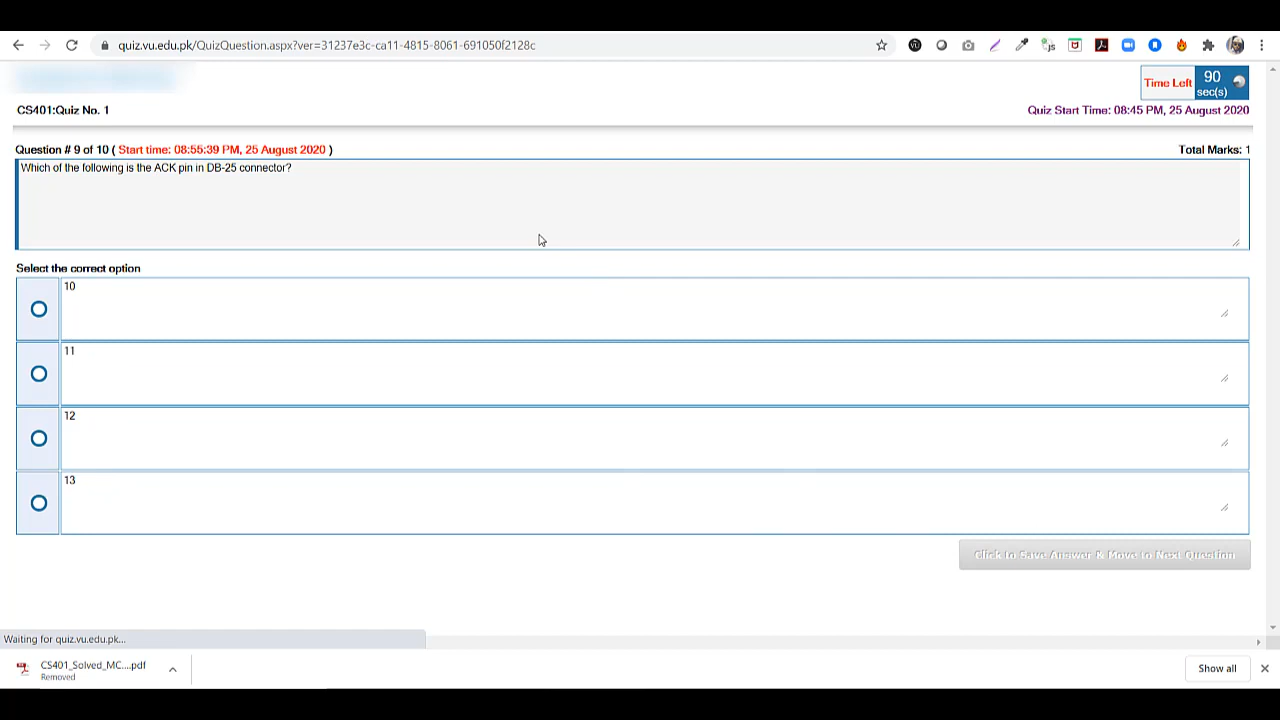 quiz.vu.edu.pk/QuizQuestion.aspx?ver=31237e3c-ca11-4815-8061-691050f2128c
Time Left 90 sec(s)
CS401:Quiz No. 1
Quiz Start Time: 08:45 PM, 25 August 2020
Question # 9 of 10 ( Start time: 08:55:39 PM, 25 August 2020 )
Total Marks: 1
Which of the following is the ACK pin in DB-25 connector?
Select the correct option
10
11
12
13
Click to Save Answer & Move to Next Question
Waiting for quiz.vu.edu.pk...
CS401_Solved_MC....pdf
Removed
Show all